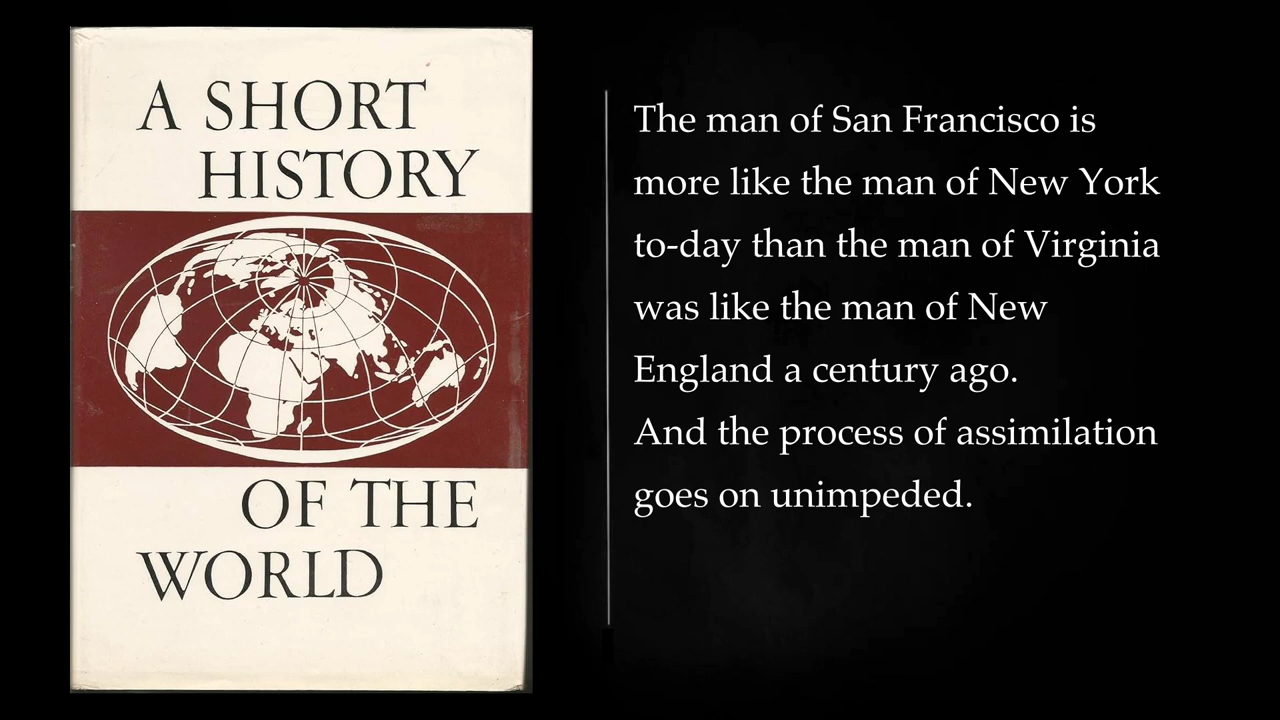 A SHORT
HISTORY
OF THE
WORLD
The man of San Francisco is
more like the man of New York
to-day than the man of Virginia
was like the man of New
England a century ago.
And the process of assimilation
goes on unimpeded.